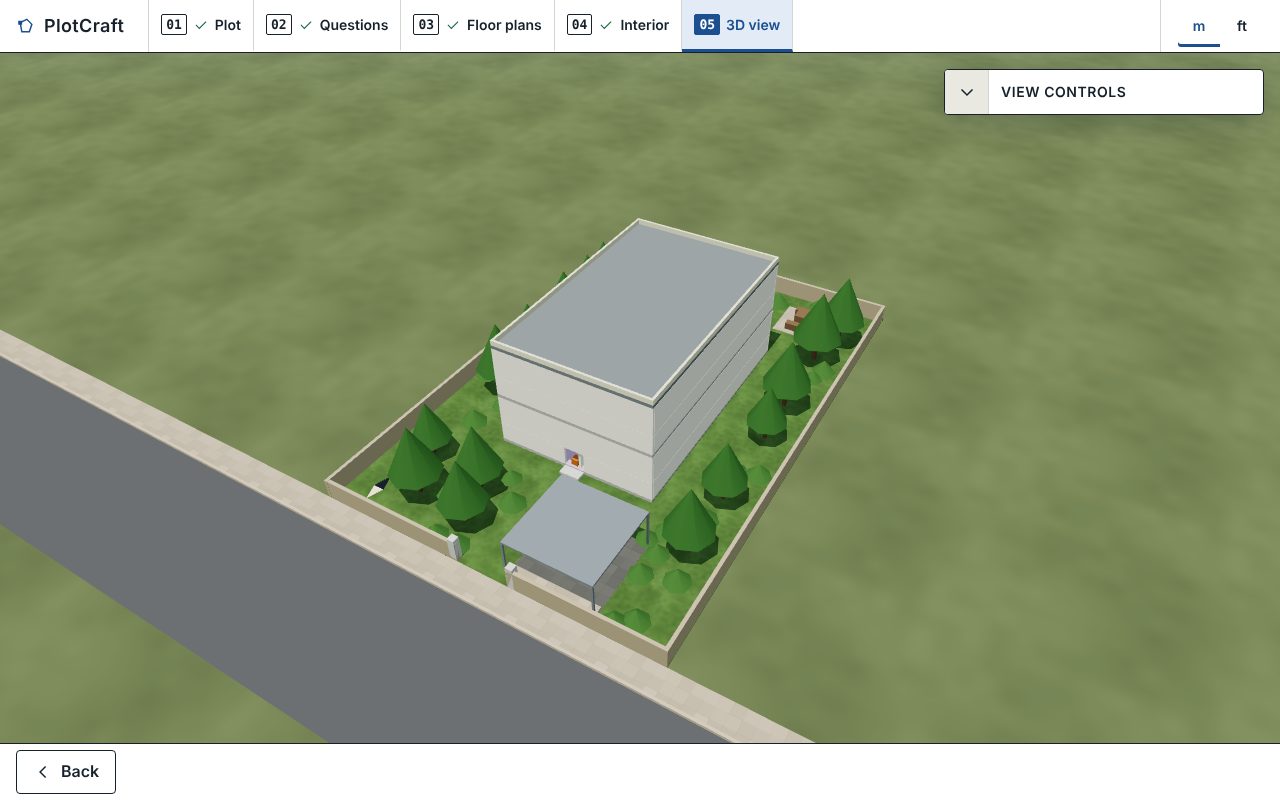 PlotCraft
01 Plot
02 Questions
03 Floor plans
04 Interior
05 3D view
m
ft
VIEW CONTROLS
Back